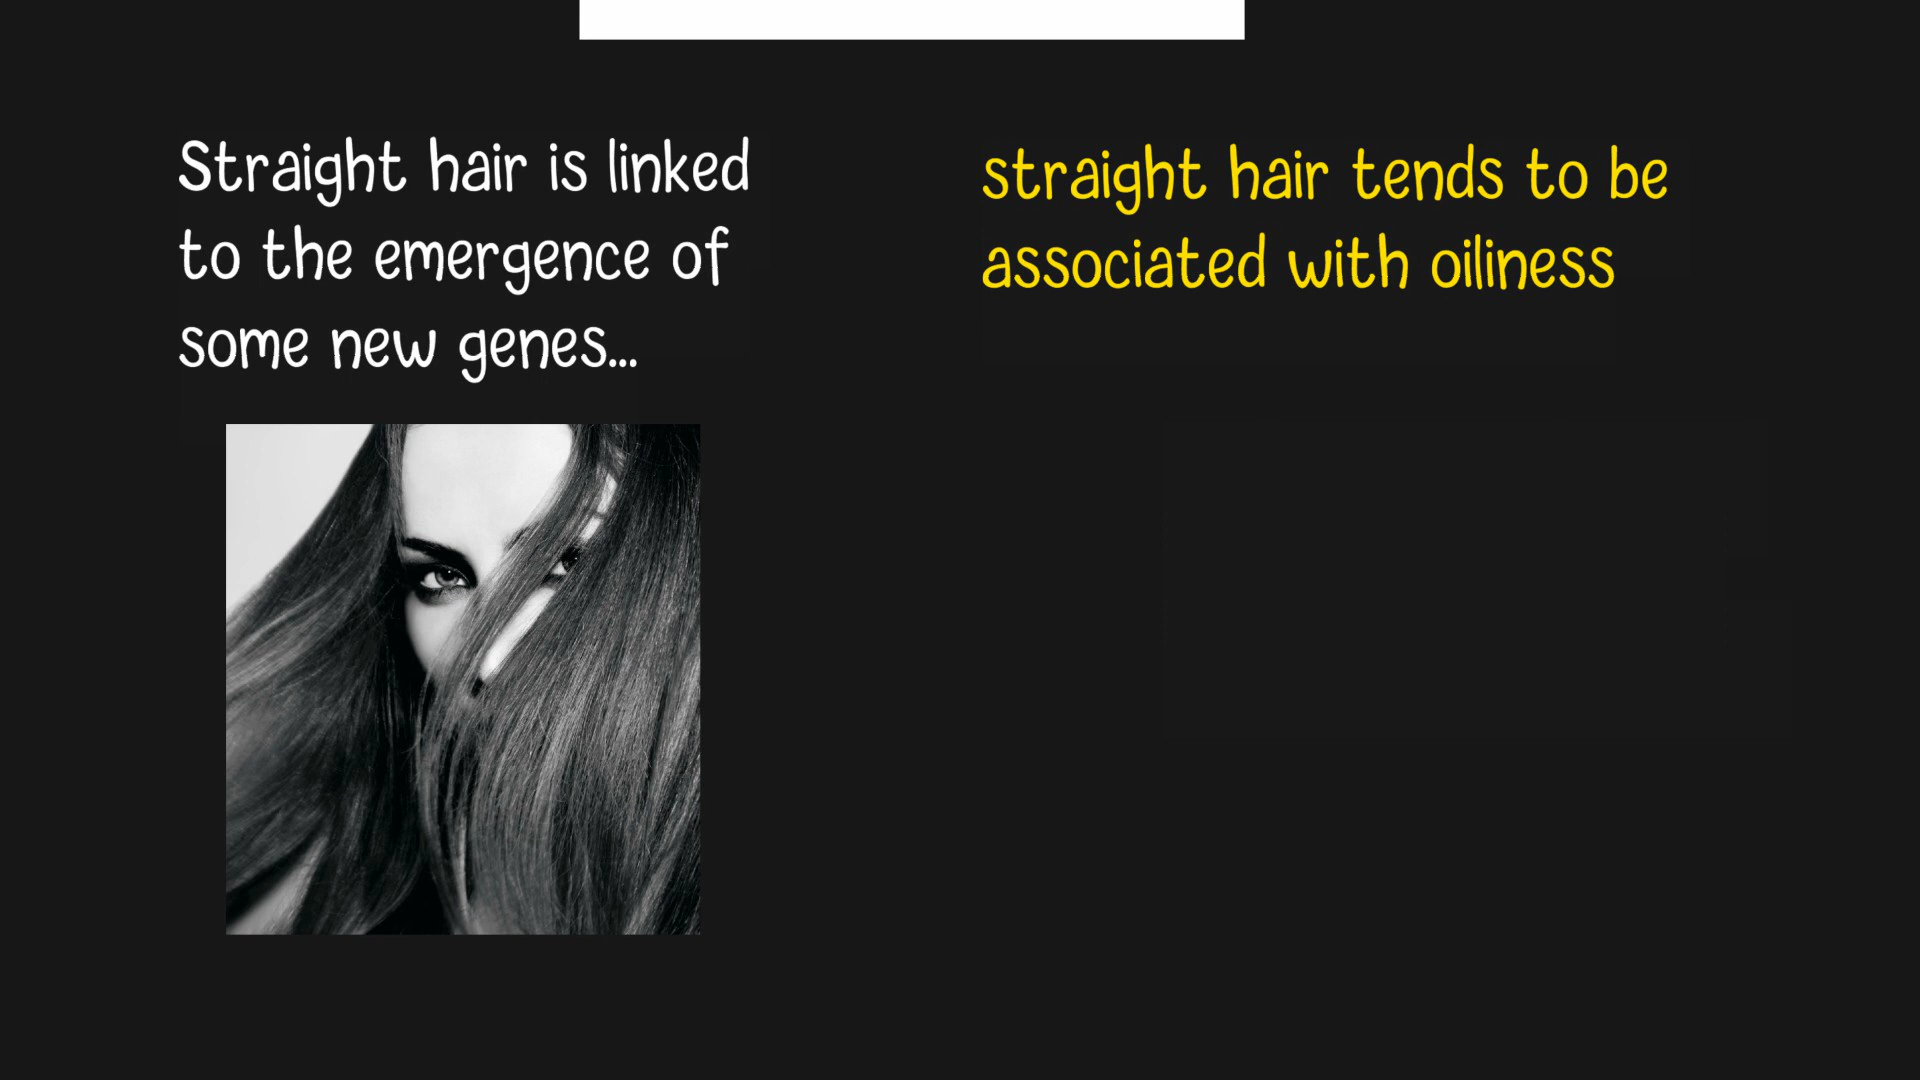 Straight hair is linked
to the emergence of
some new genes...
straight hair tends to be
associated with oiliness